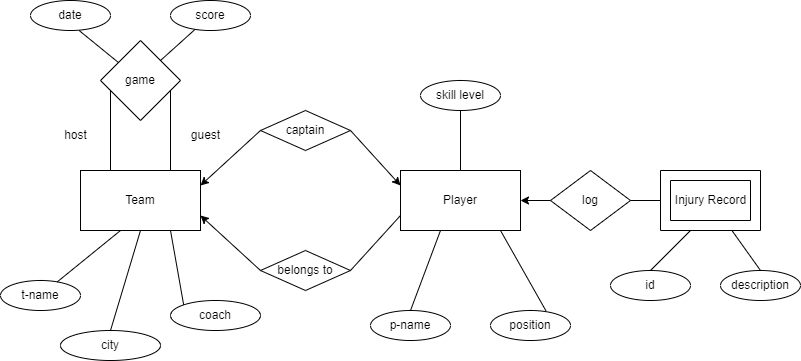 date
score
game
skill level
host
guest
captain
Team
Player
log
Injury Record
belongs to
t-name
coach
city
p-name
position
id
description